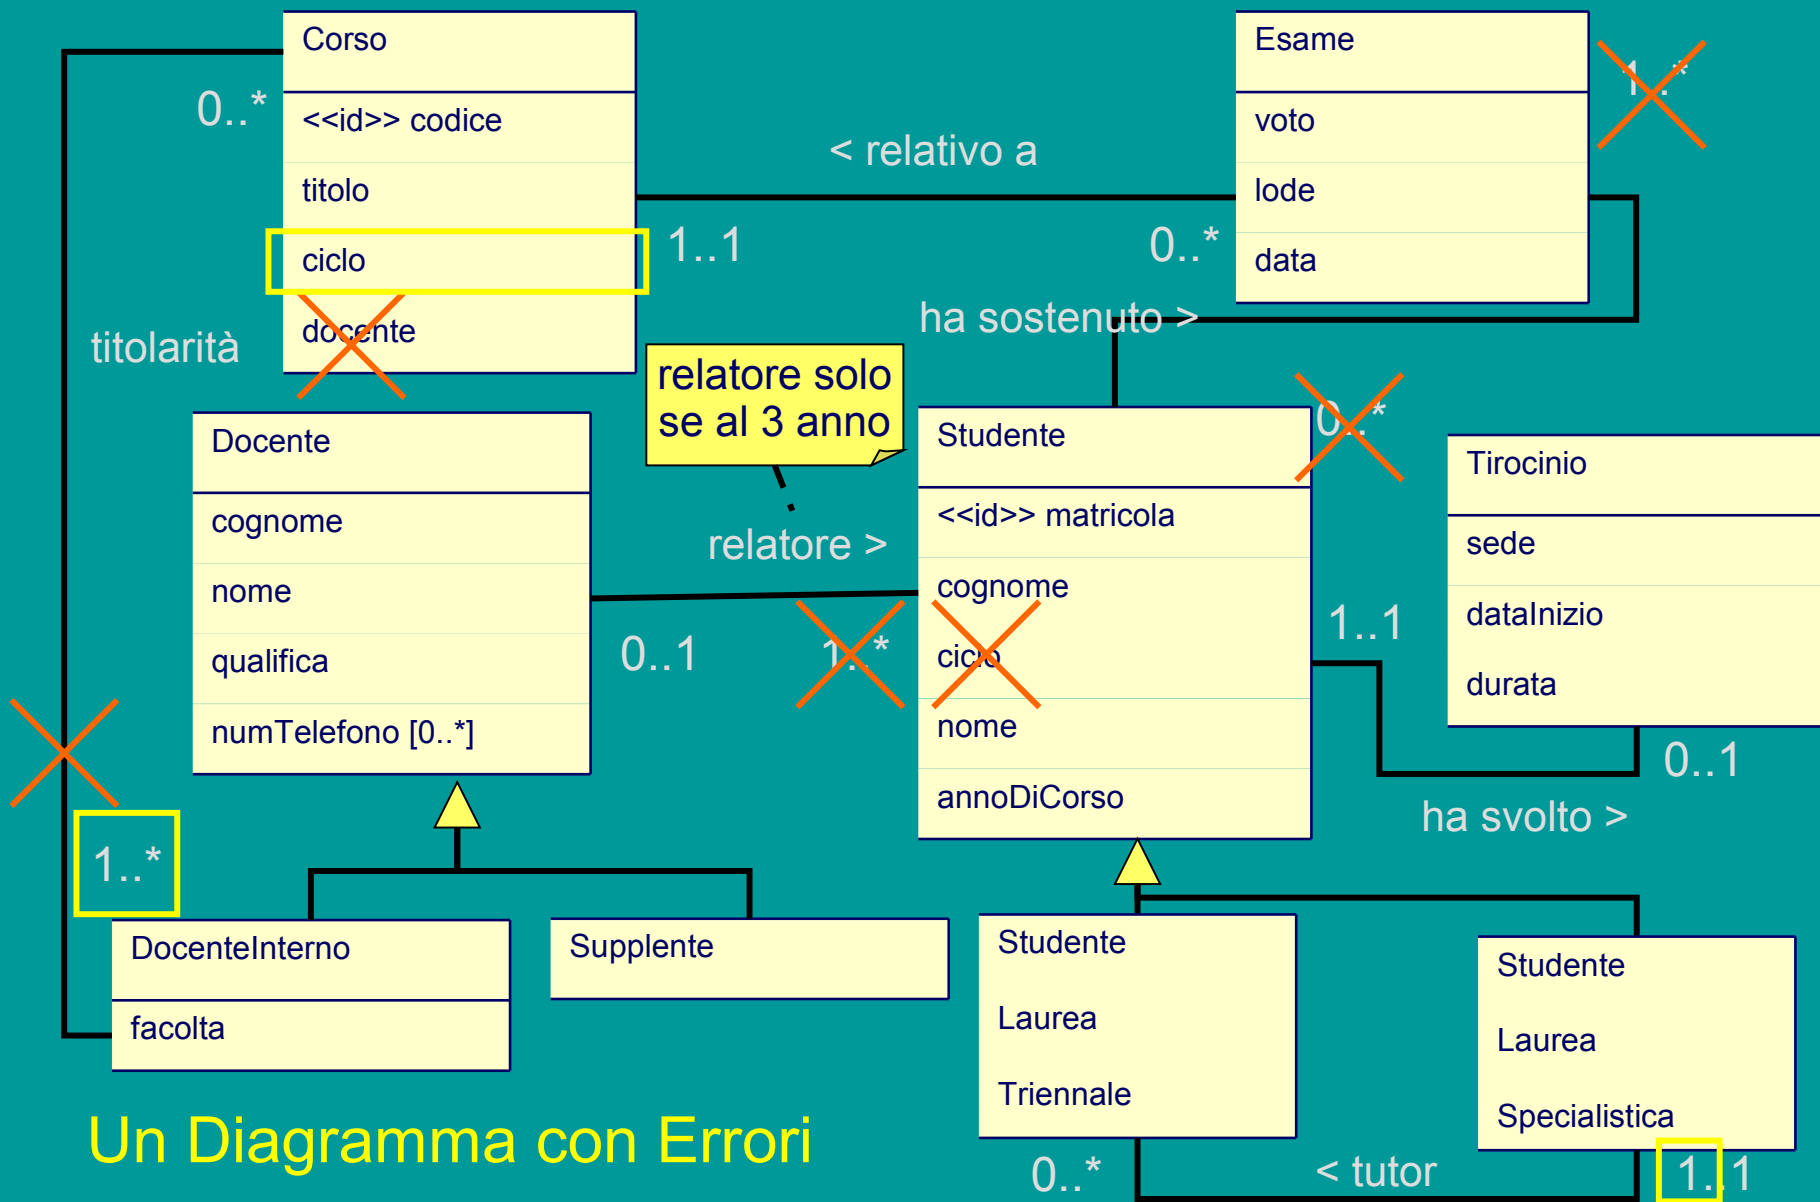 Corso
<<id>> codice
titolo
ciclo
docente
0..*
titolarità
1..1
< relativo a
0..*
Esame
voto
lode
data
1..*
ha sostenuto >
relatore solo
se al 3 anno
Docente
cognome
nome
qualifica
numTelefono [0..*]
relatore >
0..1
1..*
Studente
<<id>> matricola
cognome
ciclo
nome
annoDiCorso
0..*
1..1
Tirocinio
sede
dataInizio
durata
0..1
ha svolto >
1..*
DocenteInterno
facolta
Supplente
Studente
Laurea
Triennale
Studente
Laurea
Specialistica
Un Diagramma con Errori
0..*
< tutor
1..1